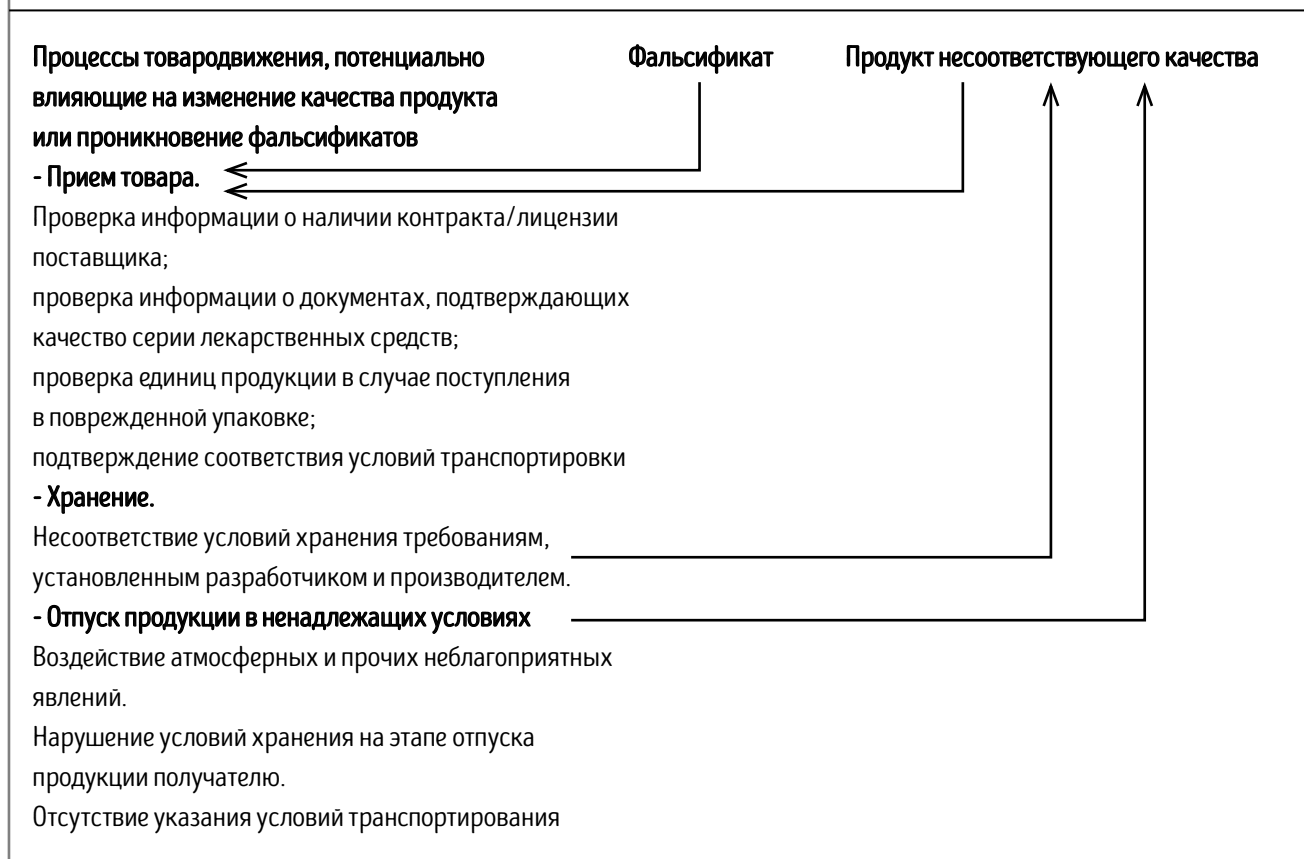 Процессы товародвижения, потенциально
влияющие на изменение качества продукта
или проникновение фальсификатов
Фальсификат
Продукт несоответствующего качества
- Прием товара.
Проверка информации о наличии контракта/лицензии
поставщика;
проверка информации о документах, подтверждающих
качество серии лекарственных средств;
проверка единиц продукции в случае поступления
в поврежденной упаковке;
подтверждение соответствия условий транспортировки
- Хранение.
Несоответствие условий хранения требованиям,
установленным разработчиком и производителем.
- Отпуск продукции в ненадлежащих условиях
Воздействие атмосферных и прочих неблагоприятных
явлений.
Нарушение условий хранения на этапе отпуска
продукции получателю.
Отсутствие указания условий транспортирования